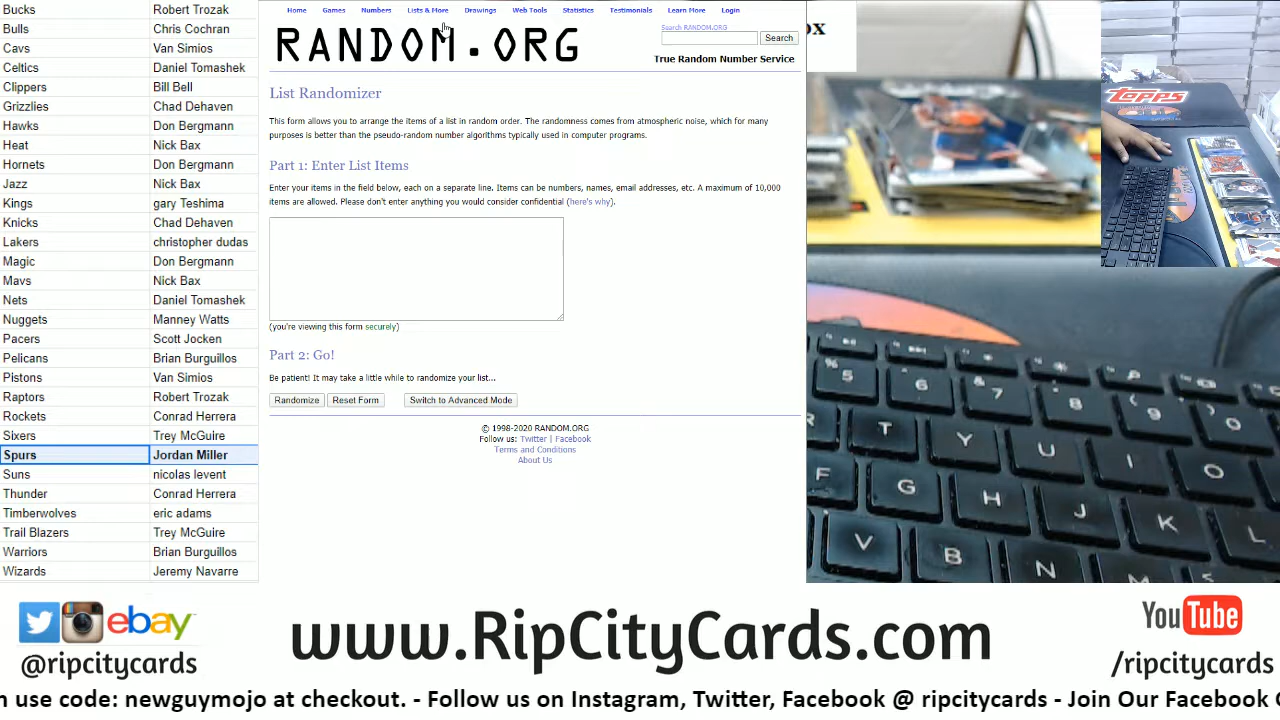 Bucks Robert Trozak
Bulls Chris Cochran
Cavs Van Simios
Celtics Daniel Tomashek
Clippers Bill Bell
Grizzlies Chad Dehaven
Hawks Don Bergmann
Heat Nick Bax
Hornets Don Bergmann
Jazz Nick Bax
Kings gary Teshima
Knicks Chad Dehaven
Lakers christopher dudas
Magic Don Bergmann
Mavs Nick Bax
Nets Daniel Tomashek
Nuggets Manney Watts
Pacers Scott Jocken
Pelicans Brian Burguillos
Pistons Van Simios
Raptors Robert Trozak
Rockets Conrad Herrera
Sixers Trey McGuire
Spurs Jordan Miller
Suns nicolas levent
Thunder Conrad Herrera
Timberwolves eric adams
Trail Blazers Trey McGuire
Warriors Brian Burguillos
Wizards Jeremy Navarre
Home Games Numbers Lists & More Drawings Web Tools Statistics Testimonials Learn More Login
RANDOM.ORG
Search RANDOM.ORG
Search
True Random Number Service
List Randomizer
This form allows you to arrange the items of a list in random order. The randomness comes from atmospheric noise, which for many
purposes is better than the pseudo-random number algorithms typically used in computer programs.
Part 1: Enter List Items
Enter your items in the field below, each on a separate line. Items can be numbers, names, email addresses, etc. A maximum of 10,000
items are allowed. Please don't enter anything you would consider confidential (here's why).
(you're viewing this form securely)
Part 2: Go!
Be patient! It may take a little while to randomize your list...
Randomize Reset Form Switch to Advanced Mode
© 1998-2020 RANDOM.ORG
Follow us: Twitter | Facebook
Terms and Conditions
About Us
ox
Topps
5 6 7 8 9 0
R T Y U I O
F G H J K L
V B N M
ebay
@ripcitycards
www.RipCityCards.com
YouTube
/ripcitycards
n use code: newguymojo at checkout. - Follow us on Instagram, Twitter, Facebook @ ripcitycards - Join Our Facebook